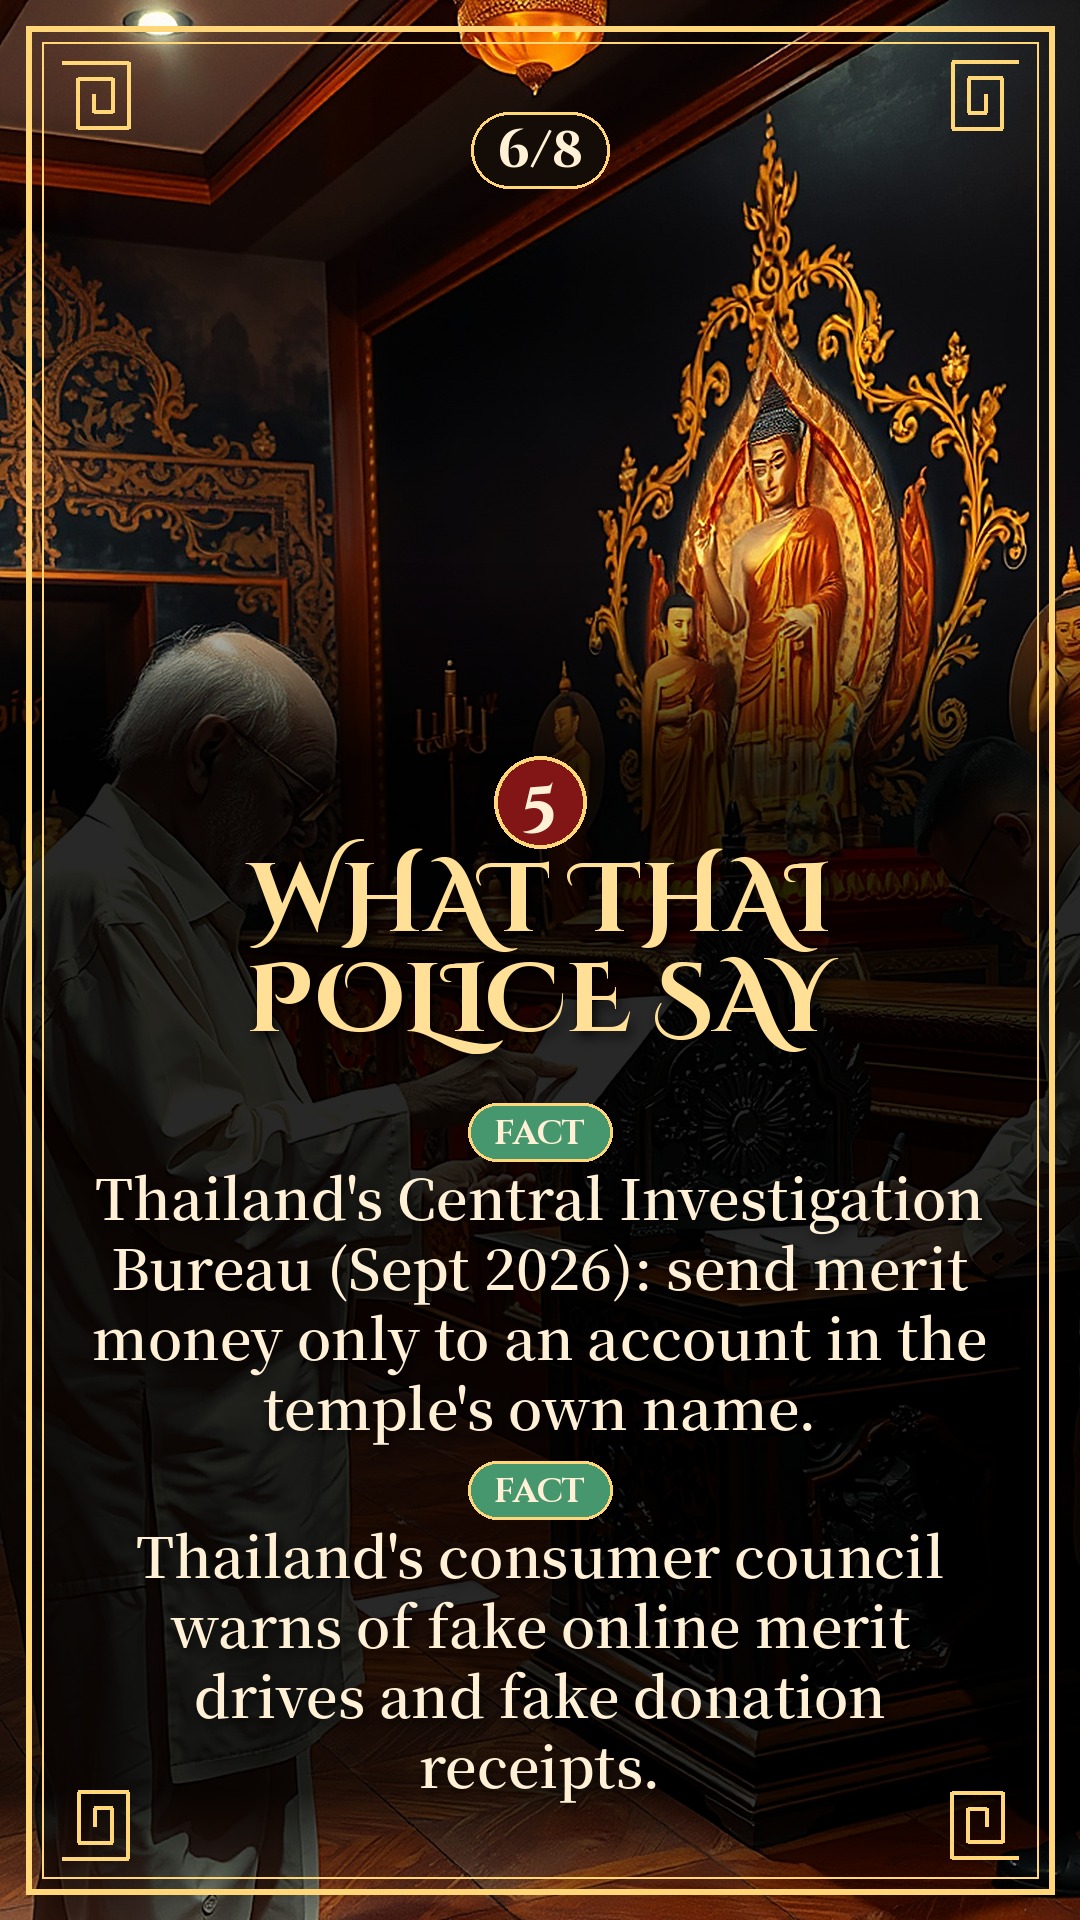 6/8
5
WHAT THAI
POLICE SAY
FACT
Thailand's Central Investigation
Bureau (Sept 2026): send merit
money only to an account in the
temple's own name.
FACT
Thailand's consumer council
warns of fake online merit
drives and fake donation
receipts.